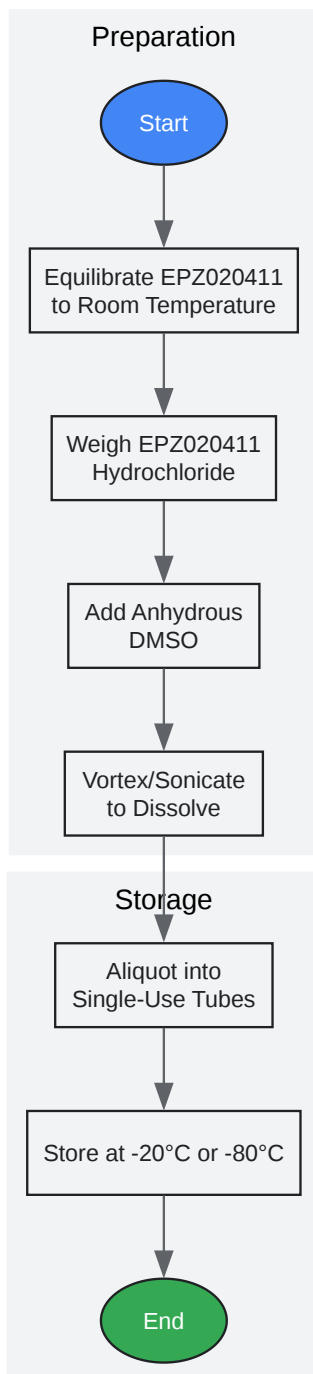 Preparation
Start
Equilibrate EPZ020411
to Room Temperature
Weigh EPZ020411
Hydrochloride
Add Anhydrous
DMSO
Vortex/Sonicate
to Dissolve
Storage
Aliquot into
Single-Use Tubes
Store at -20°C or -80°C
End